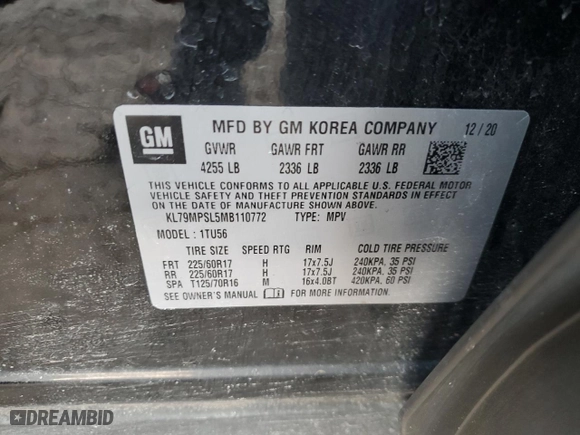 GM
MFD BY GM KOREA COMPANY 12/20
GVWR GAWR FRT GAWR RR
4255 LB 2336 LB 2336 LB
THIS VEHICLE CONFORMS TO ALL APPLICABLE U.S. FEDERAL MOTOR
VEHICLE SAFETY AND THEFT PREVENTION STANDARDS IN EFFECT
ON THE DATE OF MANUFACTURE SHOWN ABOVE.
KL79MPSL5MB110772 TYPE: MPV
MODEL: 1TU56
TIRE SIZE SPEED RTG RIM COLD TIRE PRESSURE
FRT 225/60R17 H 17x7.5J 240KPA. 35 PSI
RR 225/60R17 H 17x7.5J 240KPA. 35 PSI
SPA T125/70R16 M 16x4.0BT 420KPA. 60 PSI
SEE OWNER'S MANUAL FOR MORE INFORMATION
DREAMBID